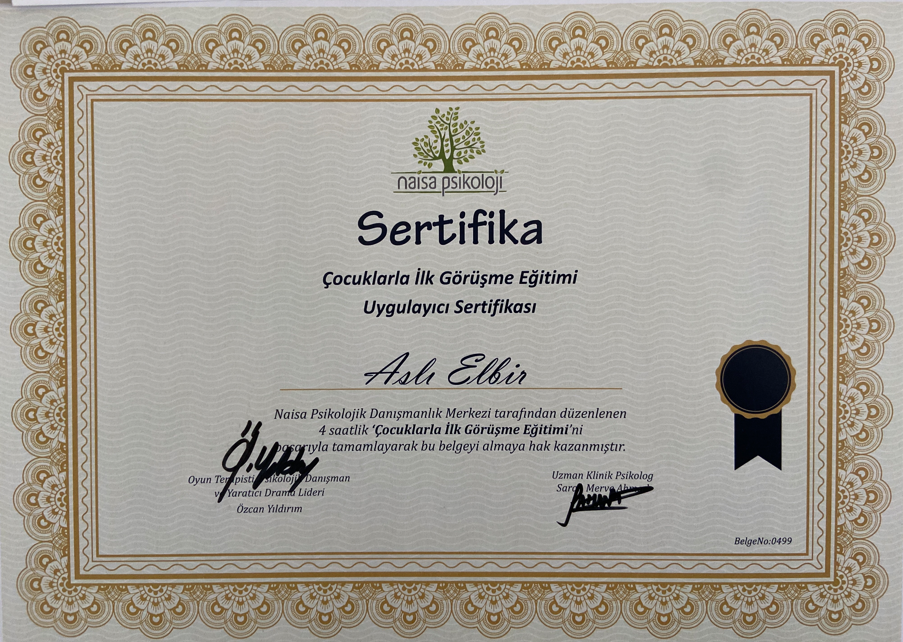 naisa psikoloji
Sertifika
Çocuklarla İlk Görüşme Eğitimi
Uygulayıcı Sertifikası
Aslı Elbir
Naisa Psikolojik Danışmanlık Merkezi tarafından düzenlenen
4 saatlik ‘Çocuklarla İlk Görüşme Eğitimi’ni
başarıyla tamamlayarak bu belgeyi almaya hak kazanmıştır.
Oyun Terapisti Psikolojik Danışman
ve Yaratıcı Drama Lideri
Özcan Yıldırım
Uzman Klinik Psikolog
Merve
BelgeNo:0499